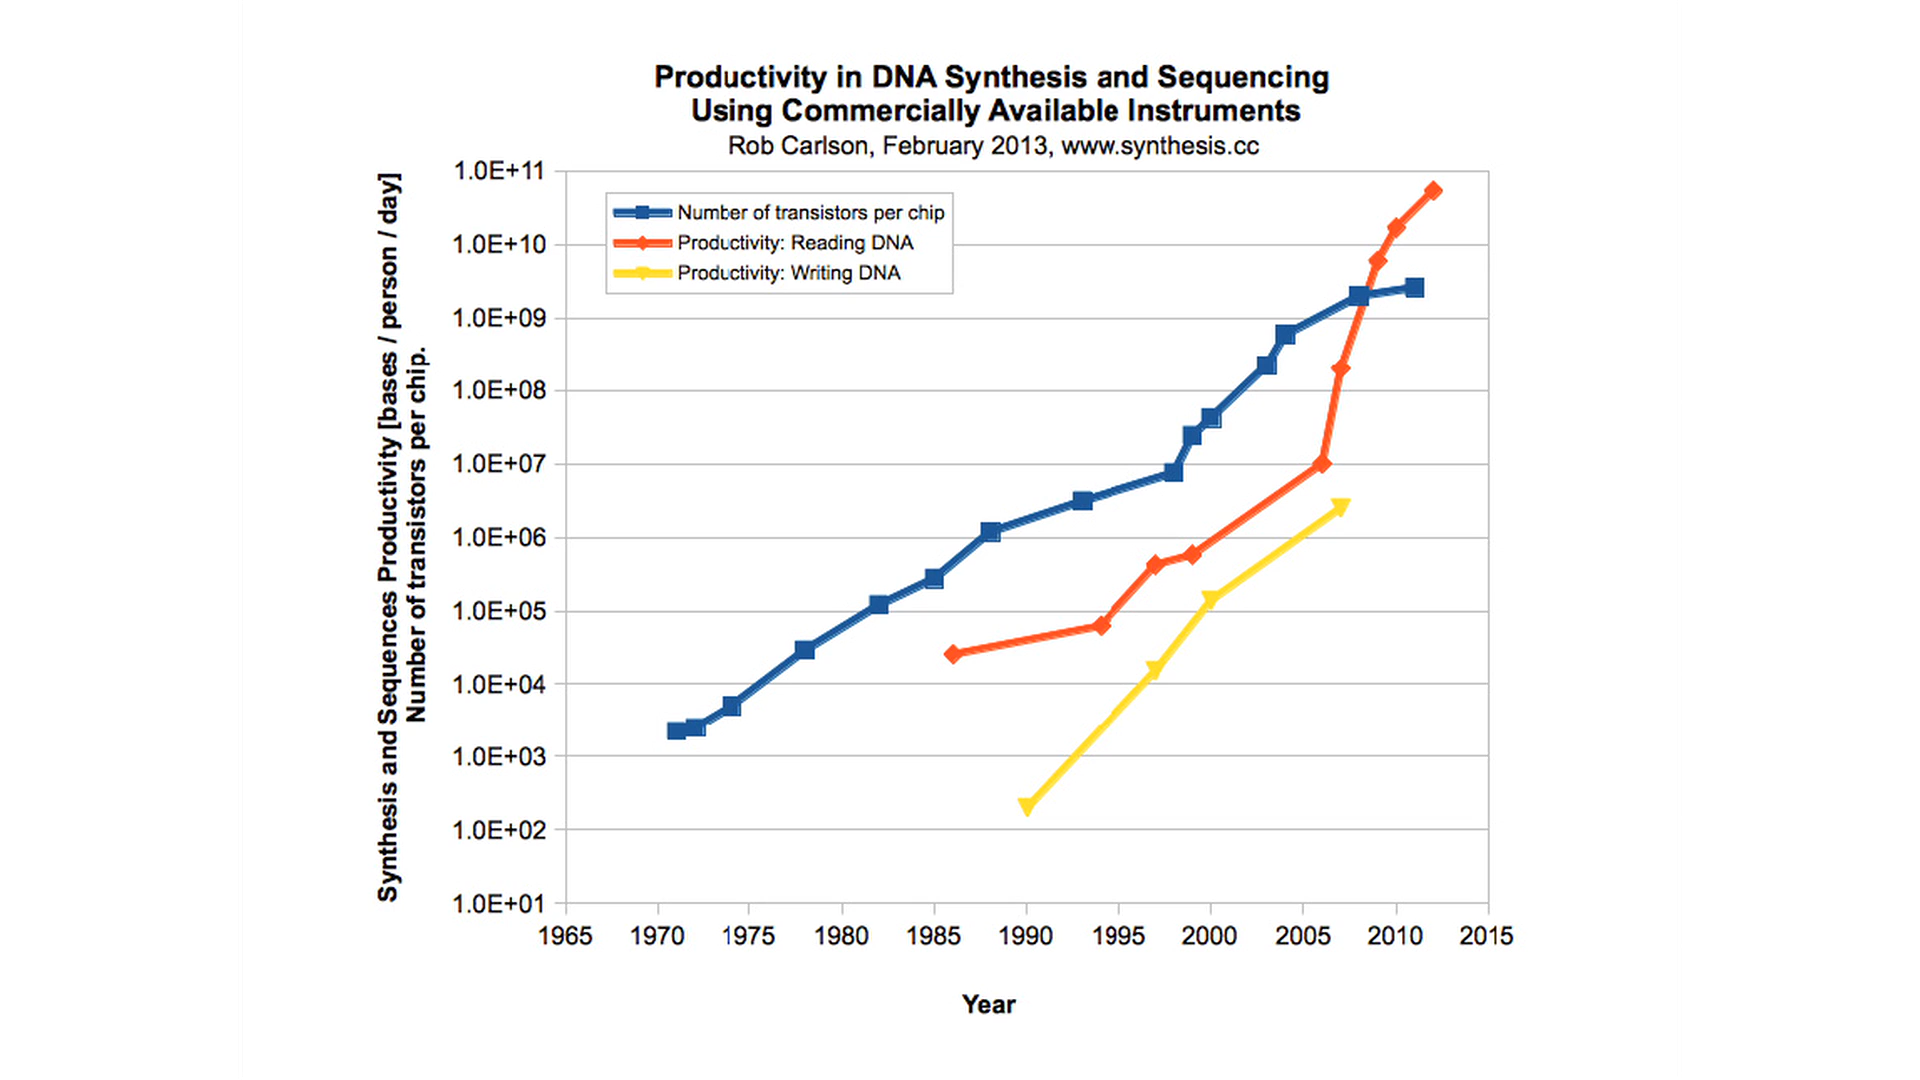 Productivity in DNA Synthesis and Sequencing
Using Commercially Available Instruments
Rob Carlson, February 2013, www.synthesis.cc
Synthesis and Sequences Productivity [bases / person / day]
Number of transistors per chip.
1.0E+11
1.0E+10
1.0E+09
1.0E+08
1.0E+07
1.0E+06
1.0E+05
1.0E+04
1.0E+03
1.0E+02
1.0E+01
Number of transistors per chip
Productivity: Reading DNA
Productivity: Writing DNA
1965 1970 1975 1980 1985 1990 1995 2000 2005 2010 2015
Year